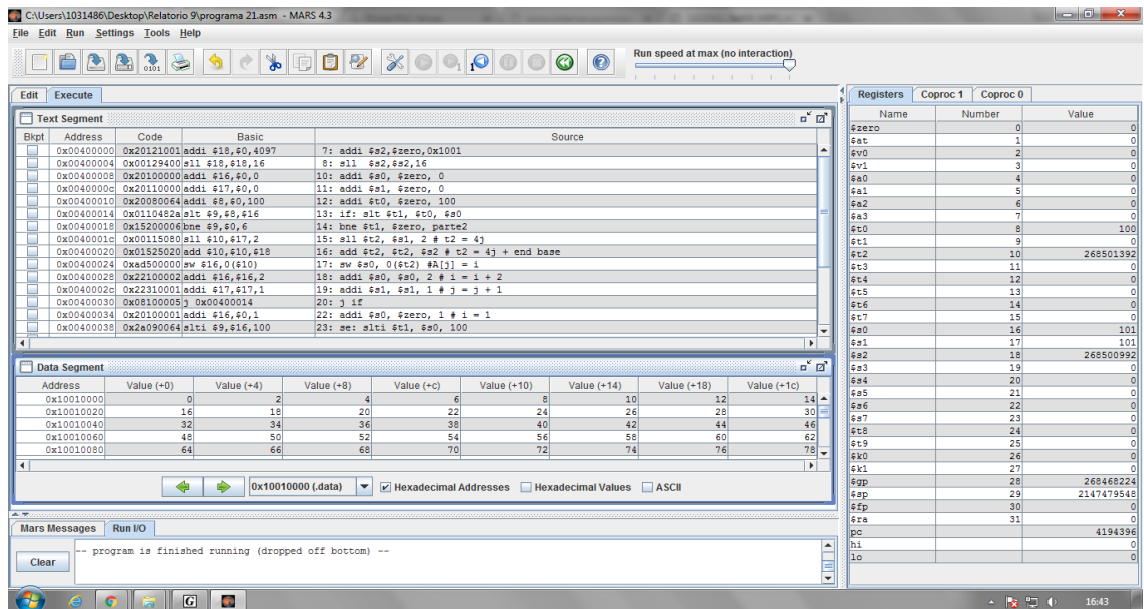 C:\Users\1031486\Desktop\Relatorio 9\programa 21.asm - MARS 4.3
File Edit Run Settings Tools Help
Run speed at max (no interaction)
Edit Execute
Text Segment
Bkpt Address Code Basic Source
0x00400000 0x20121001 addi $18,$0,4097 7: addi $s2,$zero,0x1001
0x00400004 0x00129400 sll $18,$18,16 8: sll $s2,$s2,16
0x00400008 0x20100000 addi $16,$0,0 10: addi $s0, $zero, 0
0x0040000c 0x20110000 addi $17,$0,0 11: addi $s1, $zero, 0
0x00400010 0x20080064 addi $8,$0,100 12: addi $t0, $zero, 100
0x00400014 0x0110482a slt $9,$8,$16 13: if: slt $t1, $t0, $s0
0x00400018 0x15200006 bne $9,$0,6 14: bne $t1, $zero, parte2
0x0040001c 0x00115080 sll $10,$17,2 15: sll $t2, $s1, 2 # t2 = 4j
0x00400020 0x01525020 add $10,$10,$18 16: add $t2, $t2, $s2 # t2 = 4j + end base
0x00400024 0xad500000 sw $16,0($10) 17: sw $s0, 0($t2) #A[j] = i
0x00400028 0x22100002 addi $16,$16,2 18: addi $s0, $s0, 2 # i = i + 2
0x0040002c 0x22310001 addi $17,$17,1 19: addi $s1, $s1, 1 # j = j + 1
0x00400030 0x08100005 j 0x00400014 20: j if
0x00400034 0x20100001 addi $16,$0,1 22: addi $s0, $zero, 1 # i = 1
0x00400038 0x2a090064 slti $9,$16,100 23: se: slti $t1, $s0, 100
Data Segment
Address Value (+0) Value (+4) Value (+8) Value (+c) Value (+10) Value (+14) Value (+18) Value (+1c)
0x10010000 0 2 4 6 8 10 12 14
0x10010020 16 18 20 22 24 26 28 30
0x10010040 32 34 36 38 40 42 44 46
0x10010060 48 50 52 54 56 58 60 62
0x10010080 64 66 68 70 72 74 76 78
0x10010000 (.data) Hexadecimal Addresses Hexadecimal Values ASCII
Mars Messages Run I/O
Clear
-- program is finished running (dropped off bottom) --
Registers Coproc 1 Coproc 0
Name Number Value
$zero 0 0
$at 1 0
$v0 2 0
$v1 3 0
$a0 4 0
$a1 5 0
$a2 6 0
$a3 7 0
$t0 8 100
$t1 9 0
$t2 10 268501392
$t3 11 0
$t4 12 0
$t5 13 0
$t6 14 0
$t7 15 0
$s0 16 101
$s1 17 101
$s2 18 268500992
$s3 19 0
$s4 20 0
$s5 21 0
$s6 22 0
$s7 23 0
$t8 24 0
$t9 25 0
$k0 26 0
$k1 27 0
$gp 28 268468224
$sp 29 2147479548
$fp 30 0
$ra 31 0
pc 4194396
hi 0
lo 0
G
16:43